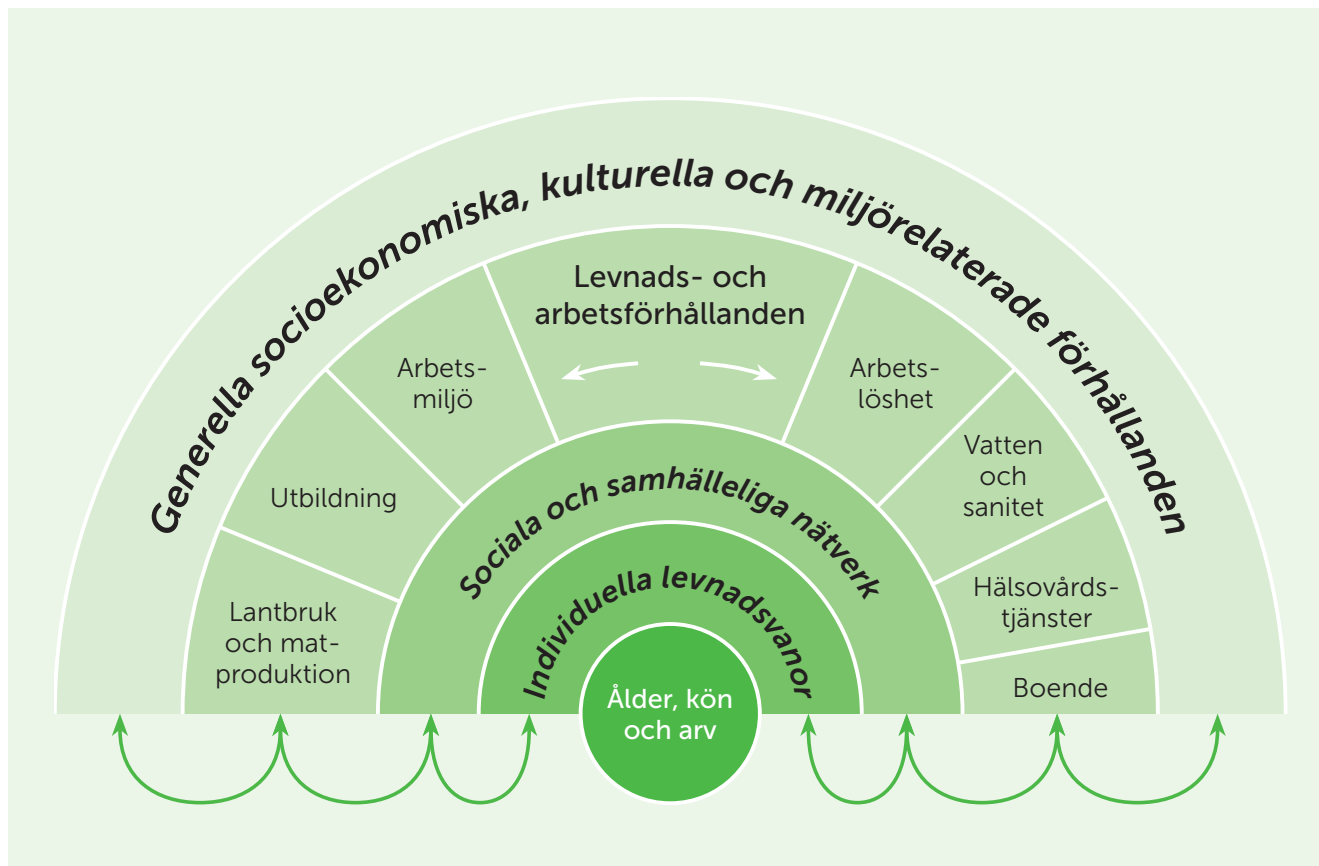 Generella socioekonomiska, kulturella och miljörelaterade förhållanden
Levnads- och
arbetsförhållanden
Arbets-
miljö
Arbets-
löshet
Utbildning
Vatten
och
sanitet
Lantbruk
och mat-
produktion
Hälsovårds-
tjänster
Boende
Sociala och samhälleliga nätverk
Individuella levnadsvanor
Ålder, kön
och arv